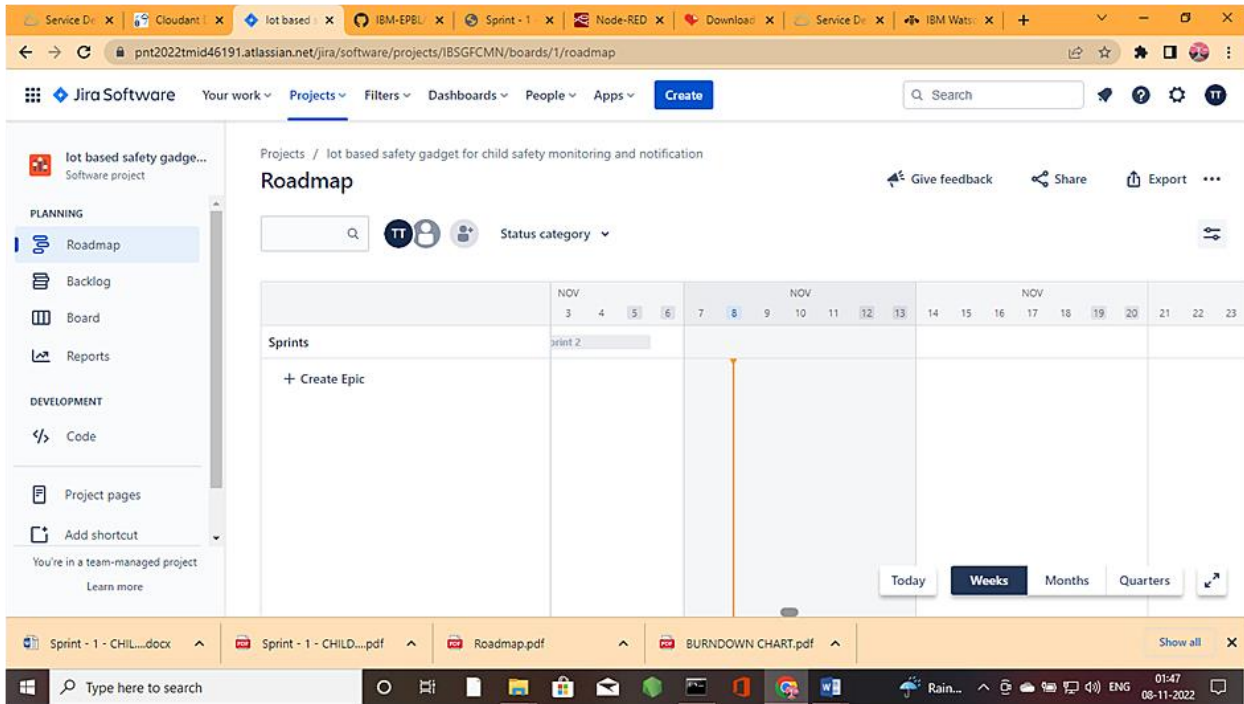 Service De
Cloudant
Iot based
IBM-EPBL/
Sprint - 1 -
Node-RED
Download
Service De
IBM Wats
pnt2022tmid46191.atlassian.net/jira/software/projects/IBSGFCMN/boards/1/roadmap
Jira Software Your work Projects Filters Dashboards People Apps Create Search TT
Iot based safety gadge...
Software project
PLANNING
Roadmap
Backlog
Board
Reports
DEVELOPMENT
</> Code
Project pages
Add shortcut
You're in a team-managed project
Learn more
Projects / Iot based safety gadget for child safety monitoring and notification
Roadmap
Give feedback Share Export
TT Status category
NOV NOV NOV
3 4 5 6 7 8 9 10 11 12 13 14 15 16 17 18 19 20 21 22 23
Sprints
print 2
+ Create Epic
Today Weeks Months Quarters
Sprint - 1 - CHIL....docx
Sprint - 1 - CHILD....pdf
Roadmap.pdf
BURNDOWN CHART.pdf
Show all
Type here to search
Rain...
ENG
01:47
08-11-2022